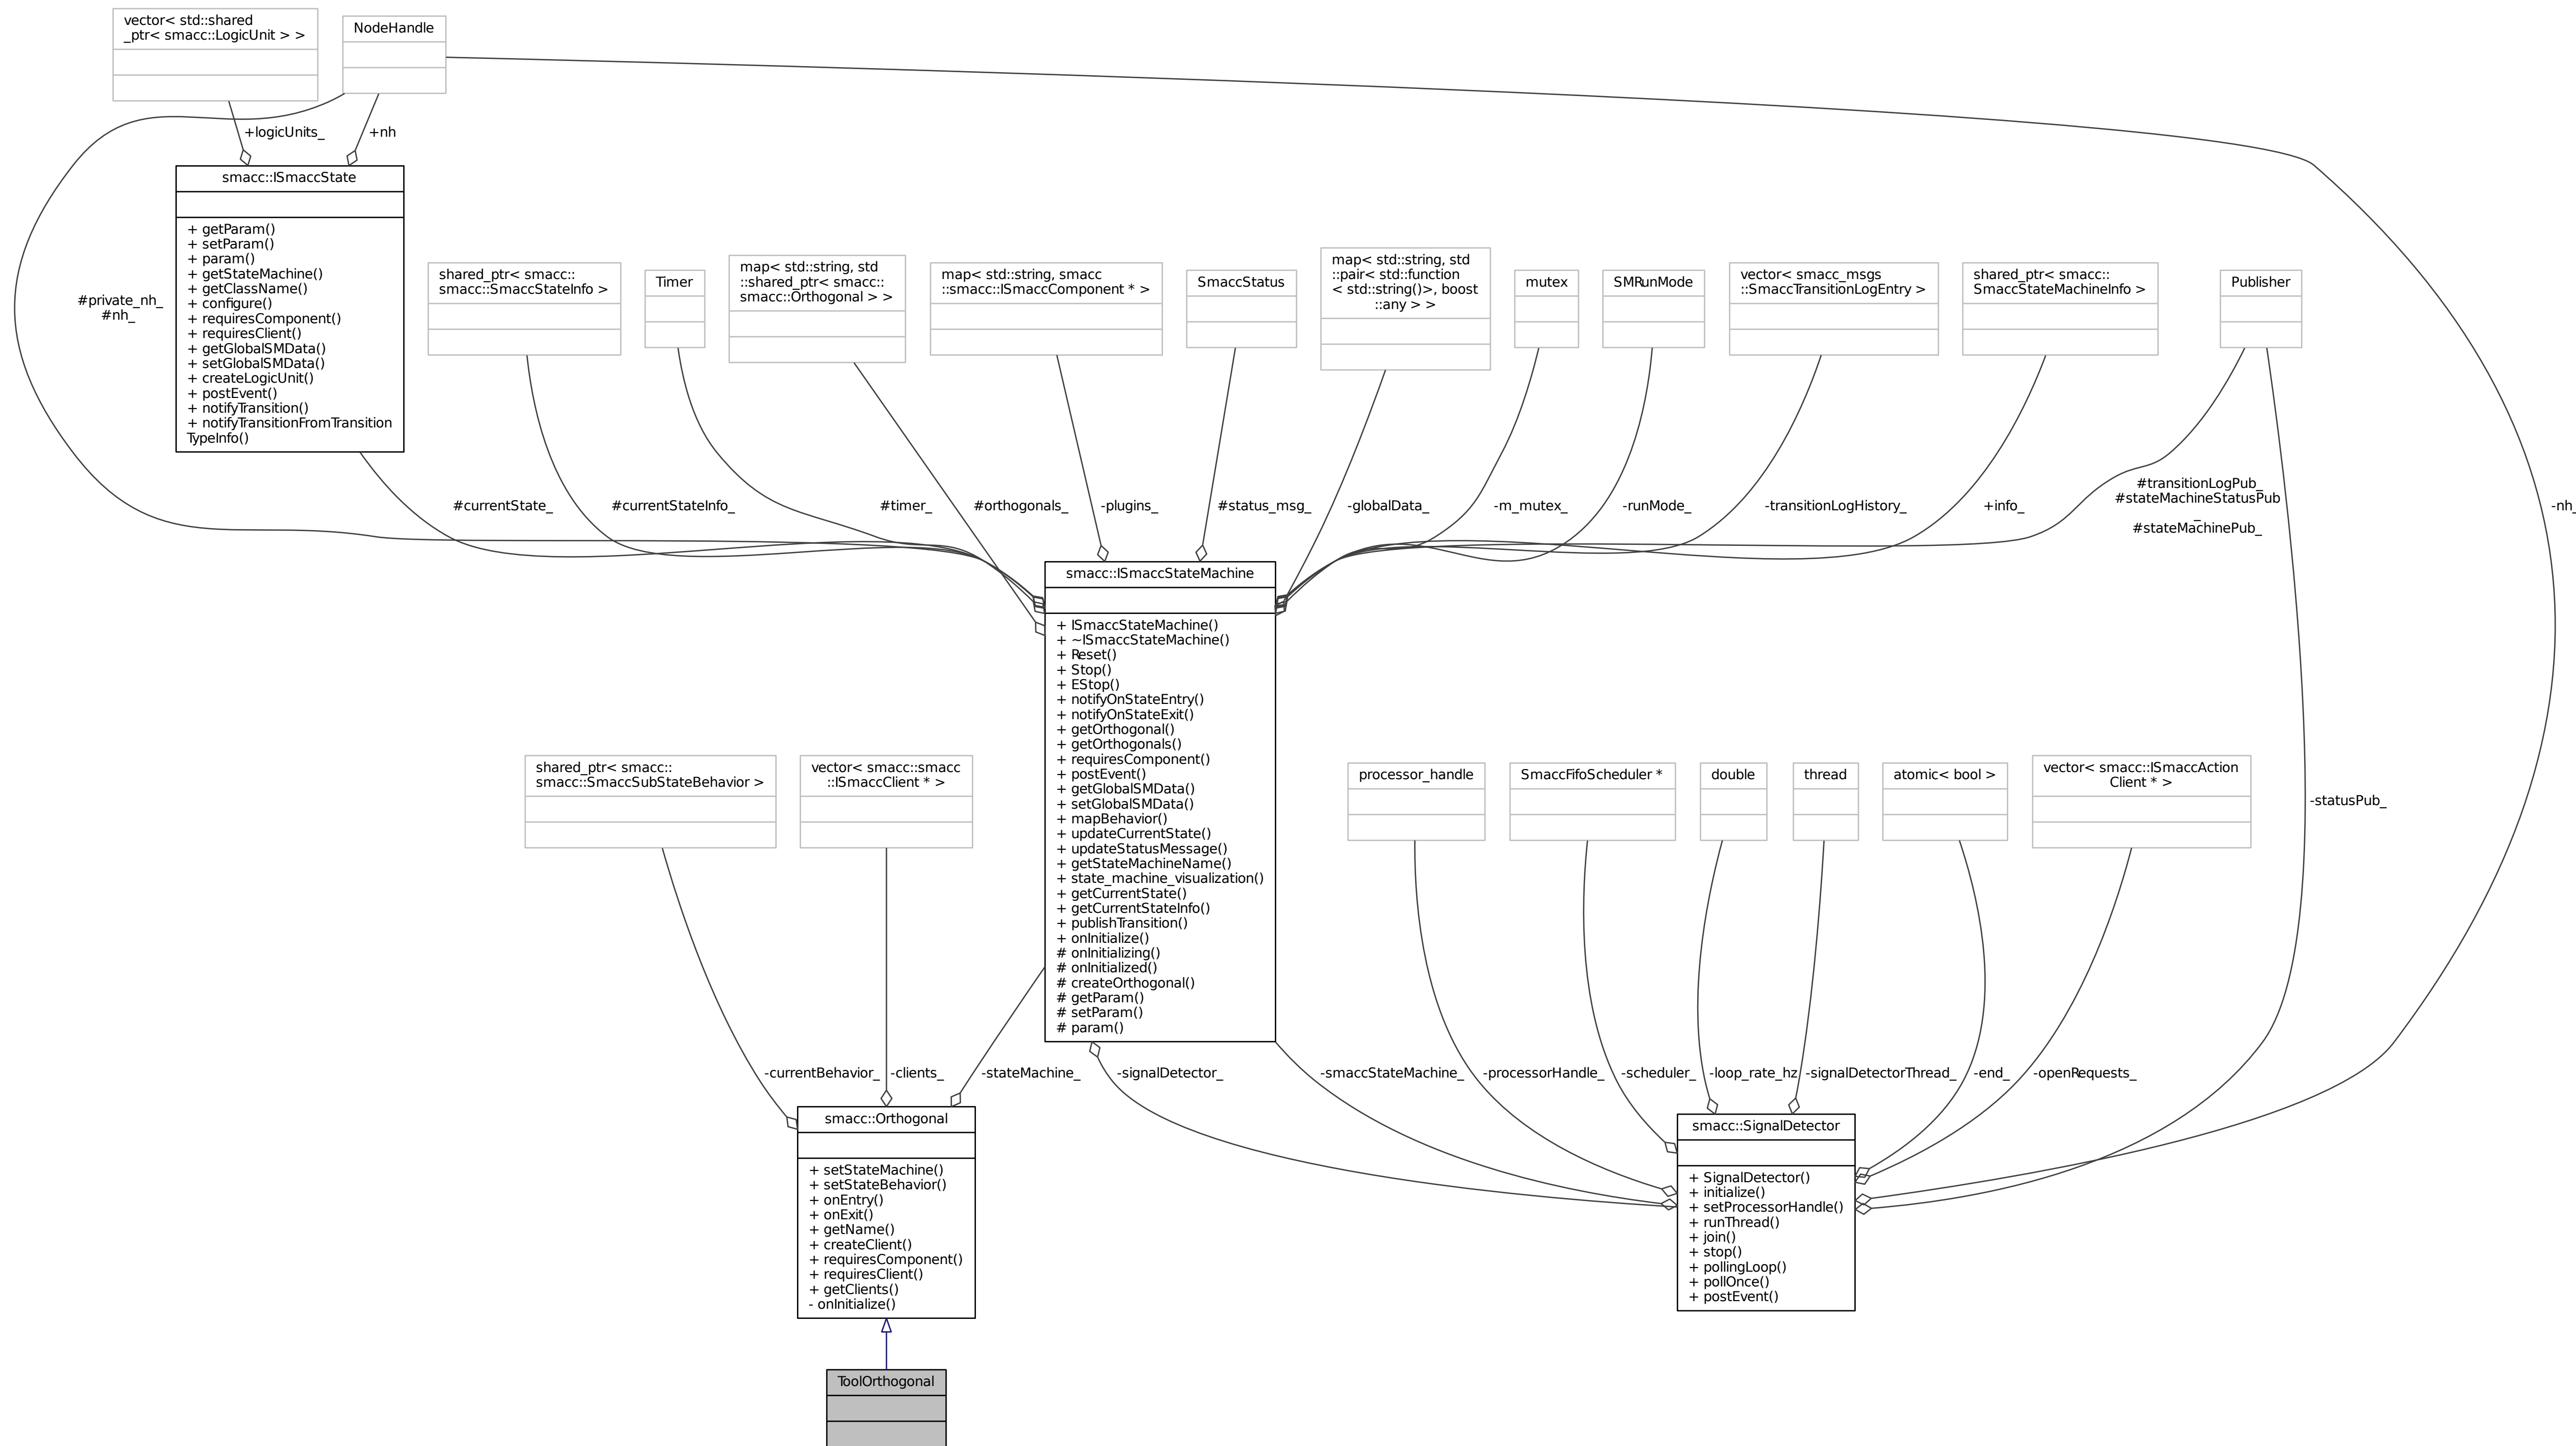 vector< std::shared
_ptr< smacc::LogicUnit > >
NodeHandle
+logicUnits_
+nh
smacc::ISmaccState
+ getParam()
+ setParam()
+ param()
+ getStateMachine()
+ getClassName()
+ configure()
+ requiresComponent()
+ requiresClient()
+ getGlobalSMData()
+ setGlobalSMData()
+ createLogicUnit()
+ postEvent()
+ notifyTransition()
+ notifyTransitionFromTransition
TypeInfo()
#private_nh_
#nh_
shared_ptr< smacc::
smacc::SmaccStateInfo >
Timer
map< std::string, std
::shared_ptr< smacc::
smacc::Orthogonal > >
map< std::string, smacc
::smacc::ISmaccComponent * >
SmaccStatus
map< std::string, std
::pair< std::function
< std::string()>, boost
::any > >
mutex
SMRunMode
vector< smacc_msgs
::SmaccTransitionLogEntry >
shared_ptr< smacc::
SmaccStateMachineInfo >
Publisher
#currentState_
#currentStateInfo_
#timer_
#orthogonals_
-plugins_
#status_msg_
-globalData_
-m_mutex_
-runMode_
-transitionLogHistory_
+info_
#transitionLogPub_
#stateMachineStatusPub
_
#stateMachinePub_
-nh_
smacc::ISmaccStateMachine
+ ISmaccStateMachine()
+ ~ISmaccStateMachine()
+ Reset()
+ Stop()
+ EStop()
+ notifyOnStateEntry()
+ notifyOnStateExit()
+ getOrthogonal()
+ getOrthogonals()
+ requiresComponent()
+ postEvent()
+ getGlobalSMData()
+ setGlobalSMData()
+ mapBehavior()
+ updateCurrentState()
+ updateStatusMessage()
+ getStateMachineName()
+ state_machine_visualization()
+ getCurrentState()
+ getCurrentStateInfo()
+ publishTransition()
+ onInitialize()
# onInitializing()
# onInitialized()
# createOrthogonal()
# getParam()
# setParam()
# param()
shared_ptr< smacc::
smacc::SmaccSubStateBehavior >
vector< smacc::smacc
::ISmaccClient * >
processor_handle
SmaccFifoScheduler *
double
thread
atomic< bool >
vector< smacc::ISmaccAction
Client * >
-statusPub_
-currentBehavior_
-clients_
-stateMachine_
-signalDetector_
-smaccStateMachine_
-processorHandle_
-scheduler_
-loop_rate_hz
-signalDetectorThread_
-end_
-openRequests_
smacc::Orthogonal
+ setStateMachine()
+ setStateBehavior()
+ onEntry()
+ onExit()
+ getName()
+ createClient()
+ requiresComponent()
+ requiresClient()
+ getClients()
- onInitialize()
smacc::SignalDetector
+ SignalDetector()
+ initialize()
+ setProcessorHandle()
+ runThread()
+ join()
+ stop()
+ pollingLoop()
+ pollOnce()
+ postEvent()
ToolOrthogonal